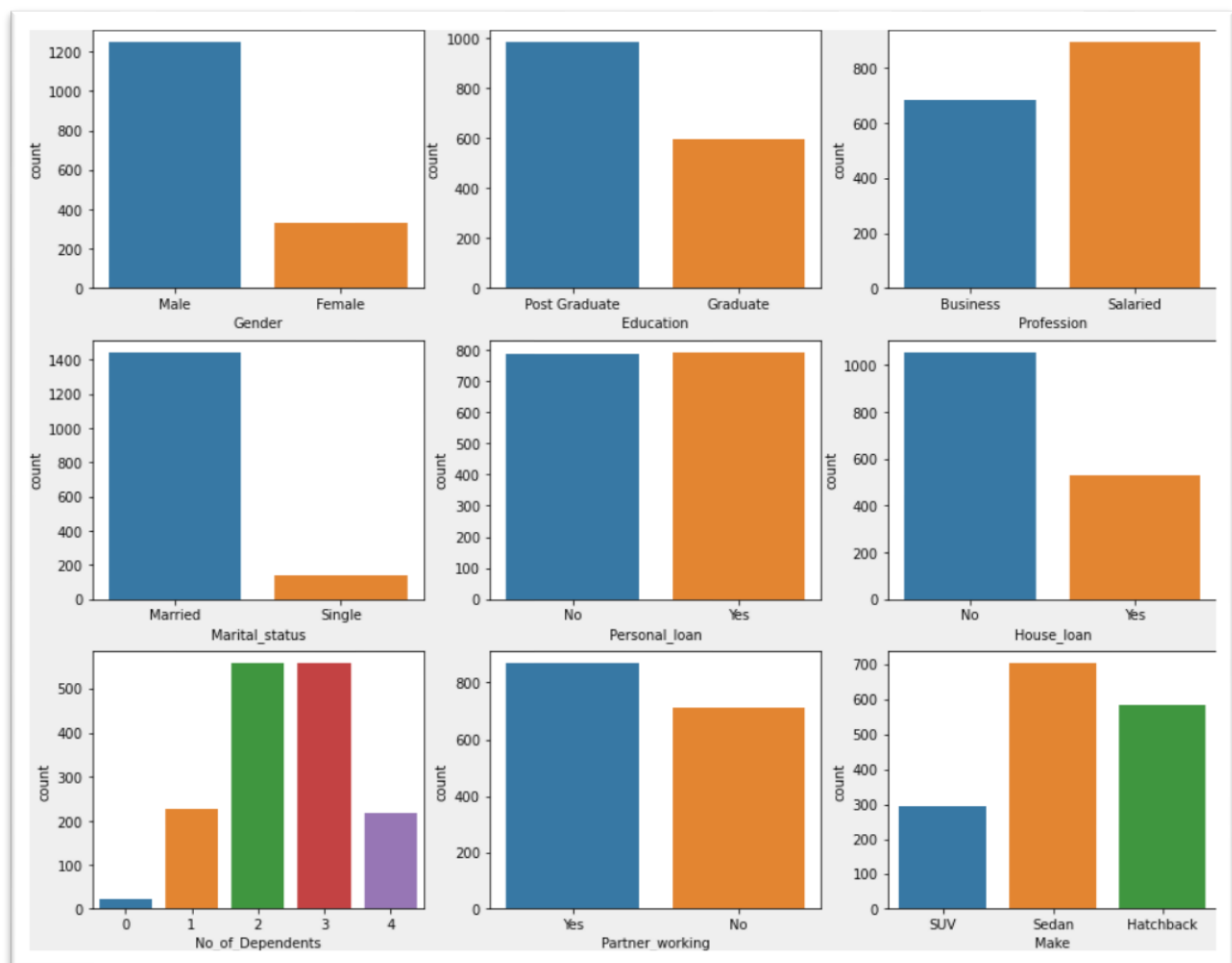 1200
1000
800
600
400
200
0
count
Male Female
Gender
1000
800
600
400
200
0
count
Post Graduate Graduate
Education
800
600
400
200
0
count
Business Salaried
Profession
1400
1200
1000
800
600
400
200
0
count
Married Single
Marital_status
800
700
600
500
400
300
200
100
0
count
No Yes
Personal_loan
1000
800
600
400
200
0
count
No Yes
House_loan
500
400
300
200
100
0
count
0 1 2 3 4
No_of_Dependents
800
600
400
200
0
count
Yes No
Partner_working
700
600
500
400
300
200
100
0
count
SUV Sedan Hatchback
Make